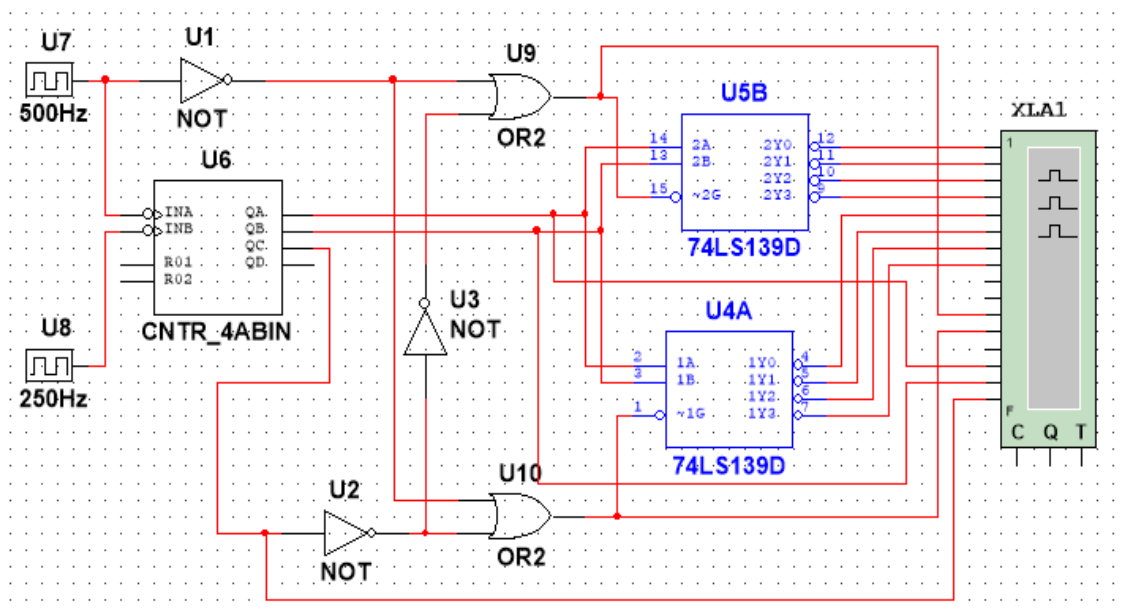 U7
500Hz
U1
NOT
U6
INA
INB
R01
R02
QA
QB
QC
QD
CNTR_4ABIN
U8
250Hz
U3
NOT
U2
NOT
U9
OR2
U10
OR2
U5B
14
13
15
2A
2B
~2G
2Y0
2Y1
2Y2
2Y3
12
11
10
9
74LS139D
U4A
2
3
1
1A
1B
~1G
1Y0
1Y1
1Y2
1Y3
4
5
6
7
74LS139D
XLA1
1
F
C Q T